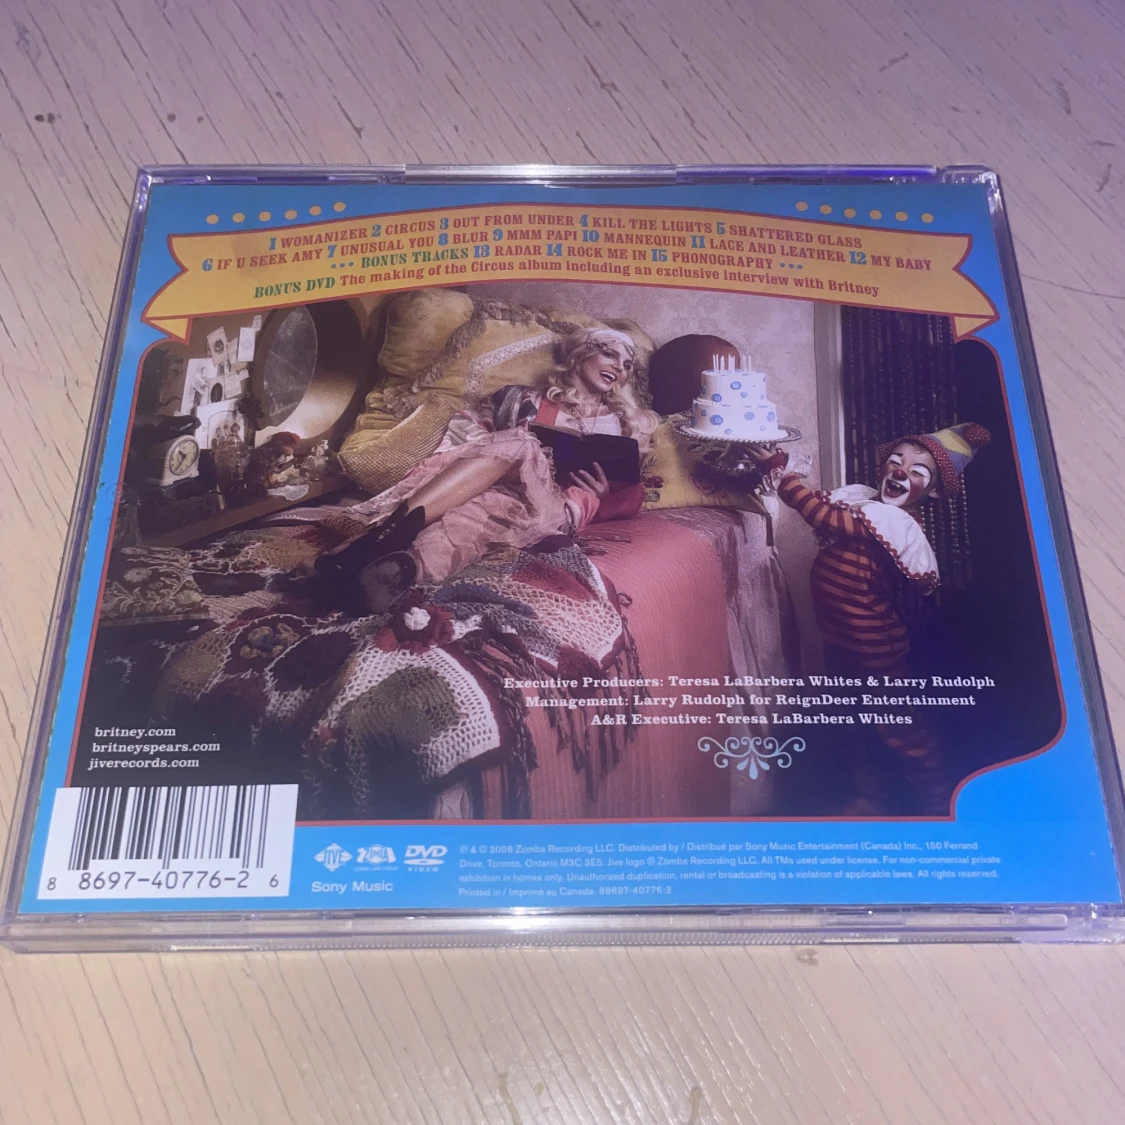 1 WOMANIZER 2 CIRCUS 3 OUT FROM UNDER 4 KILL THE LIGHTS 5 SHATTERED GLASS
6 IF U SEEK AMY 7 UNUSUAL YOU 8 BLUR 9 MMM PAPI 10 MANNEQUIN 11 LACE AND LEATHER 12 MY BABY
••• BONUS TRACKS 13 RADAR 14 ROCK ME IN 15 PHONOGRAPHY •••
BONUS DVD The making of the Circus album including an exclusive interview with Britney
Executive Producers: Teresa LaBarbera Whites & Larry Rudolph
Management: Larry Rudolph for ReignDeer Entertainment
A&R Executive: Teresa LaBarbera Whites
britney.com
britneyspears.com
jiverecords.com
8 8697-40776-2 6
JIVE ZOMBA DVD
VIDEO
Sony Music
℗ & © 2008 Zomba Recording LLC. Distributed by / Distribué par Sony Music Entertainment (Canada) Inc., 150 Ferrand
Drive, Toronto, Ontario M3C 3E5. Jive logo ® Zomba Recording LLC. All TMs used under license. For non-commercial private
exhibition in homes only. Unauthorized duplication, rental or broadcasting is a violation of applicable laws. All rights reserved.
Printed in / Imprimé au Canada. 88697-40776-2